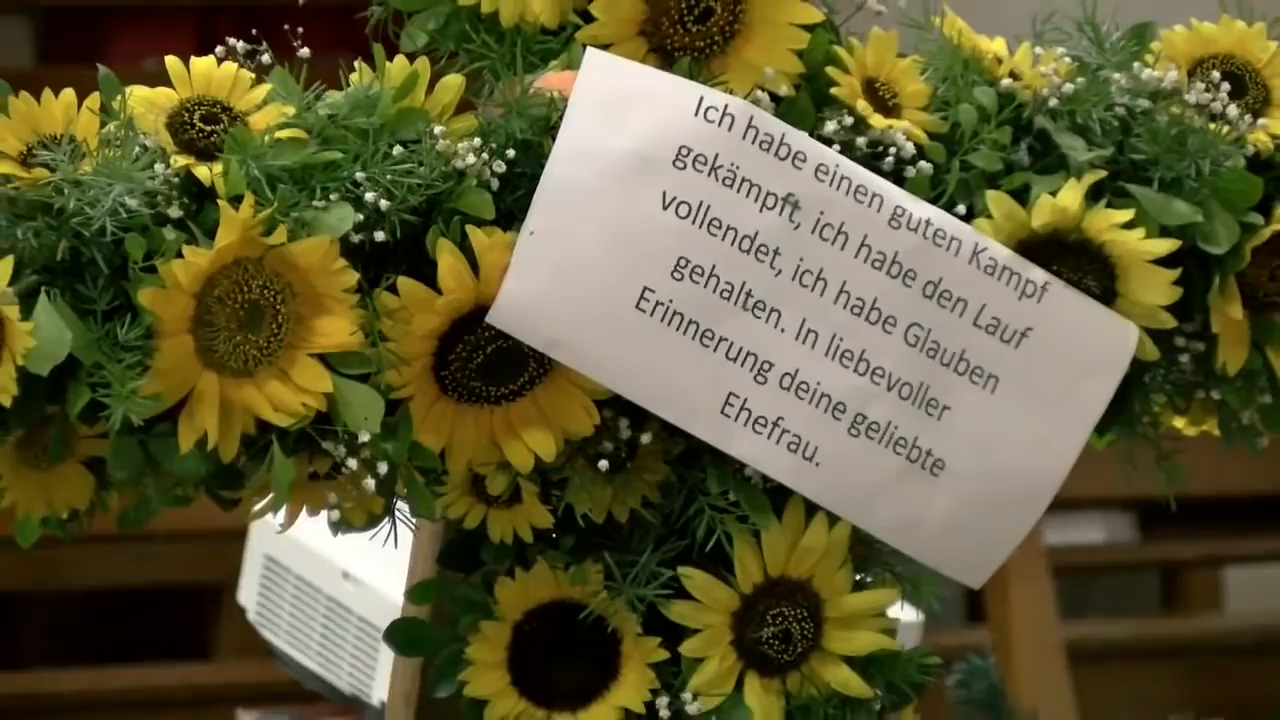 Ich habe einen guten Kampf
gekämpft, ich habe den Lauf
vollendet, ich habe Glauben
gehalten. In liebevoller
Erinnerung deine geliebte
Ehefrau.